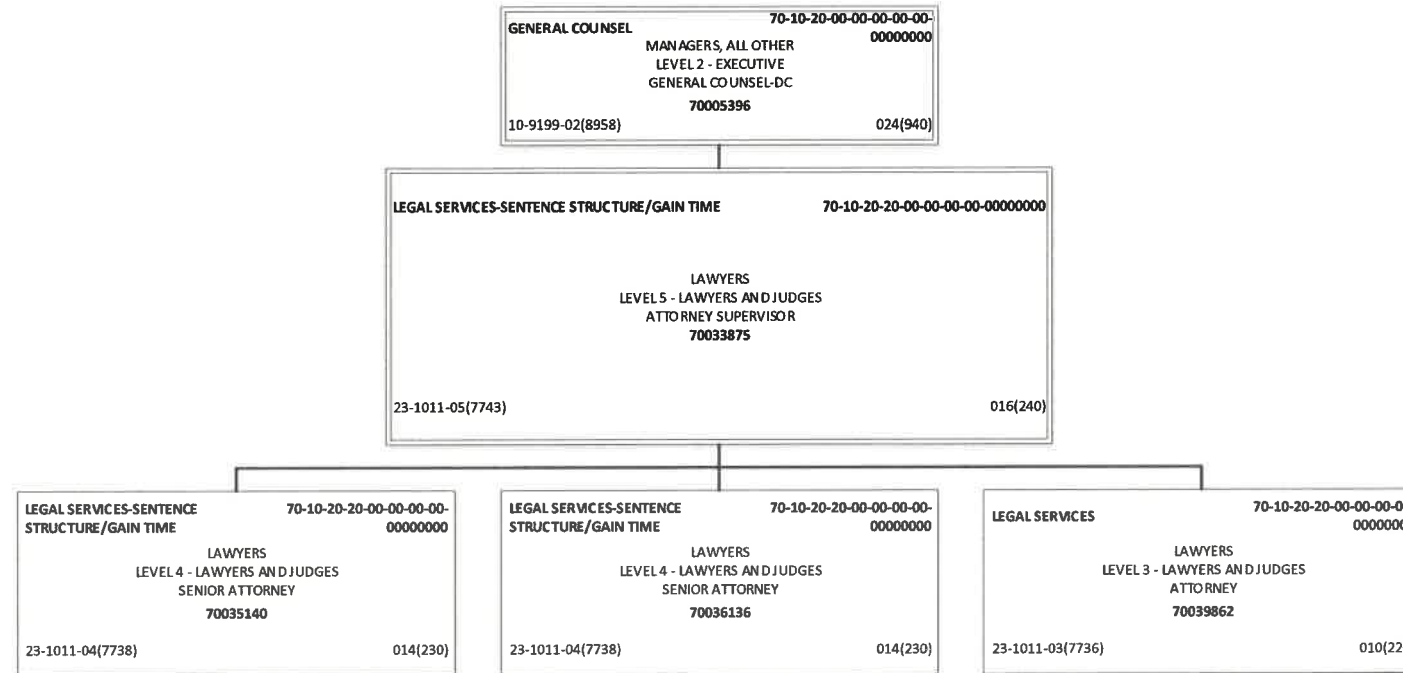 GENERAL COUNSEL 70-10-20-00-00-00-00-00-
00000000
MANAGERS, ALL OTHER
LEVEL 2 - EXECUTIVE
GENERAL COUNSEL-DC
70005396
10-9199-02(8958) 024(940)
LEGAL SERVICES-SENTENCE STRUCTURE/GAIN TIME 70-10-20-20-00-00-00-00-00000000
LAWYERS
LEVEL 5 - LAWYERS AND JUDGES
ATTORNEY SUPERVISOR
70033875
23-1011-05(7743) 016(240)
LEGAL SERVICES-SENTENCE 70-10-20-20-00-00-00-00-
STRUCTURE/GAIN TIME 00000000
LAWYERS
LEVEL 4 - LAWYERS AND JUDGES
SENIOR ATTORNEY
70035140
23-1011-04(7738) 014(230)
LEGAL SERVICES-SENTENCE 70-10-20-20-00-00-00-00-
STRUCTURE/GAIN TIME 00000000
LAWYERS
LEVEL 4 - LAWYERS AND JUDGES
SENIOR ATTORNEY
70036136
23-1011-04(7738) 014(230)
LEGAL SERVICES
LAWYERS
LEVEL 3 - LAWYERS AND JUDGES
ATTORNEY
70039862
23-1011-03(7736)